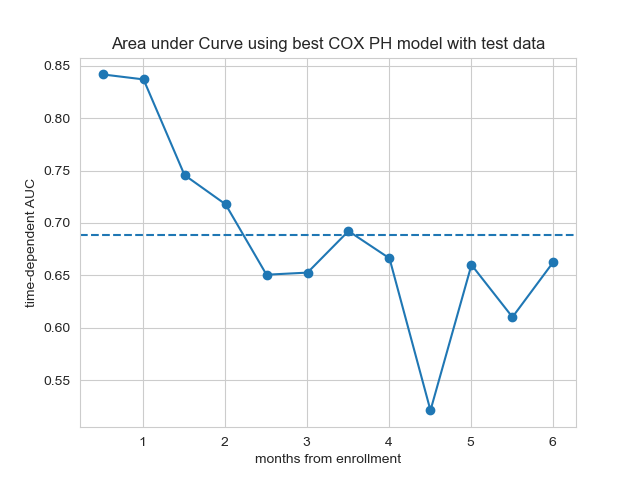 Area under Curve using best COX PH model with test data
time-dependent AUC
0.85
0.80
0.75
0.70
0.65
0.60
0.55
1 2 3 4 5 6
months from enrollment